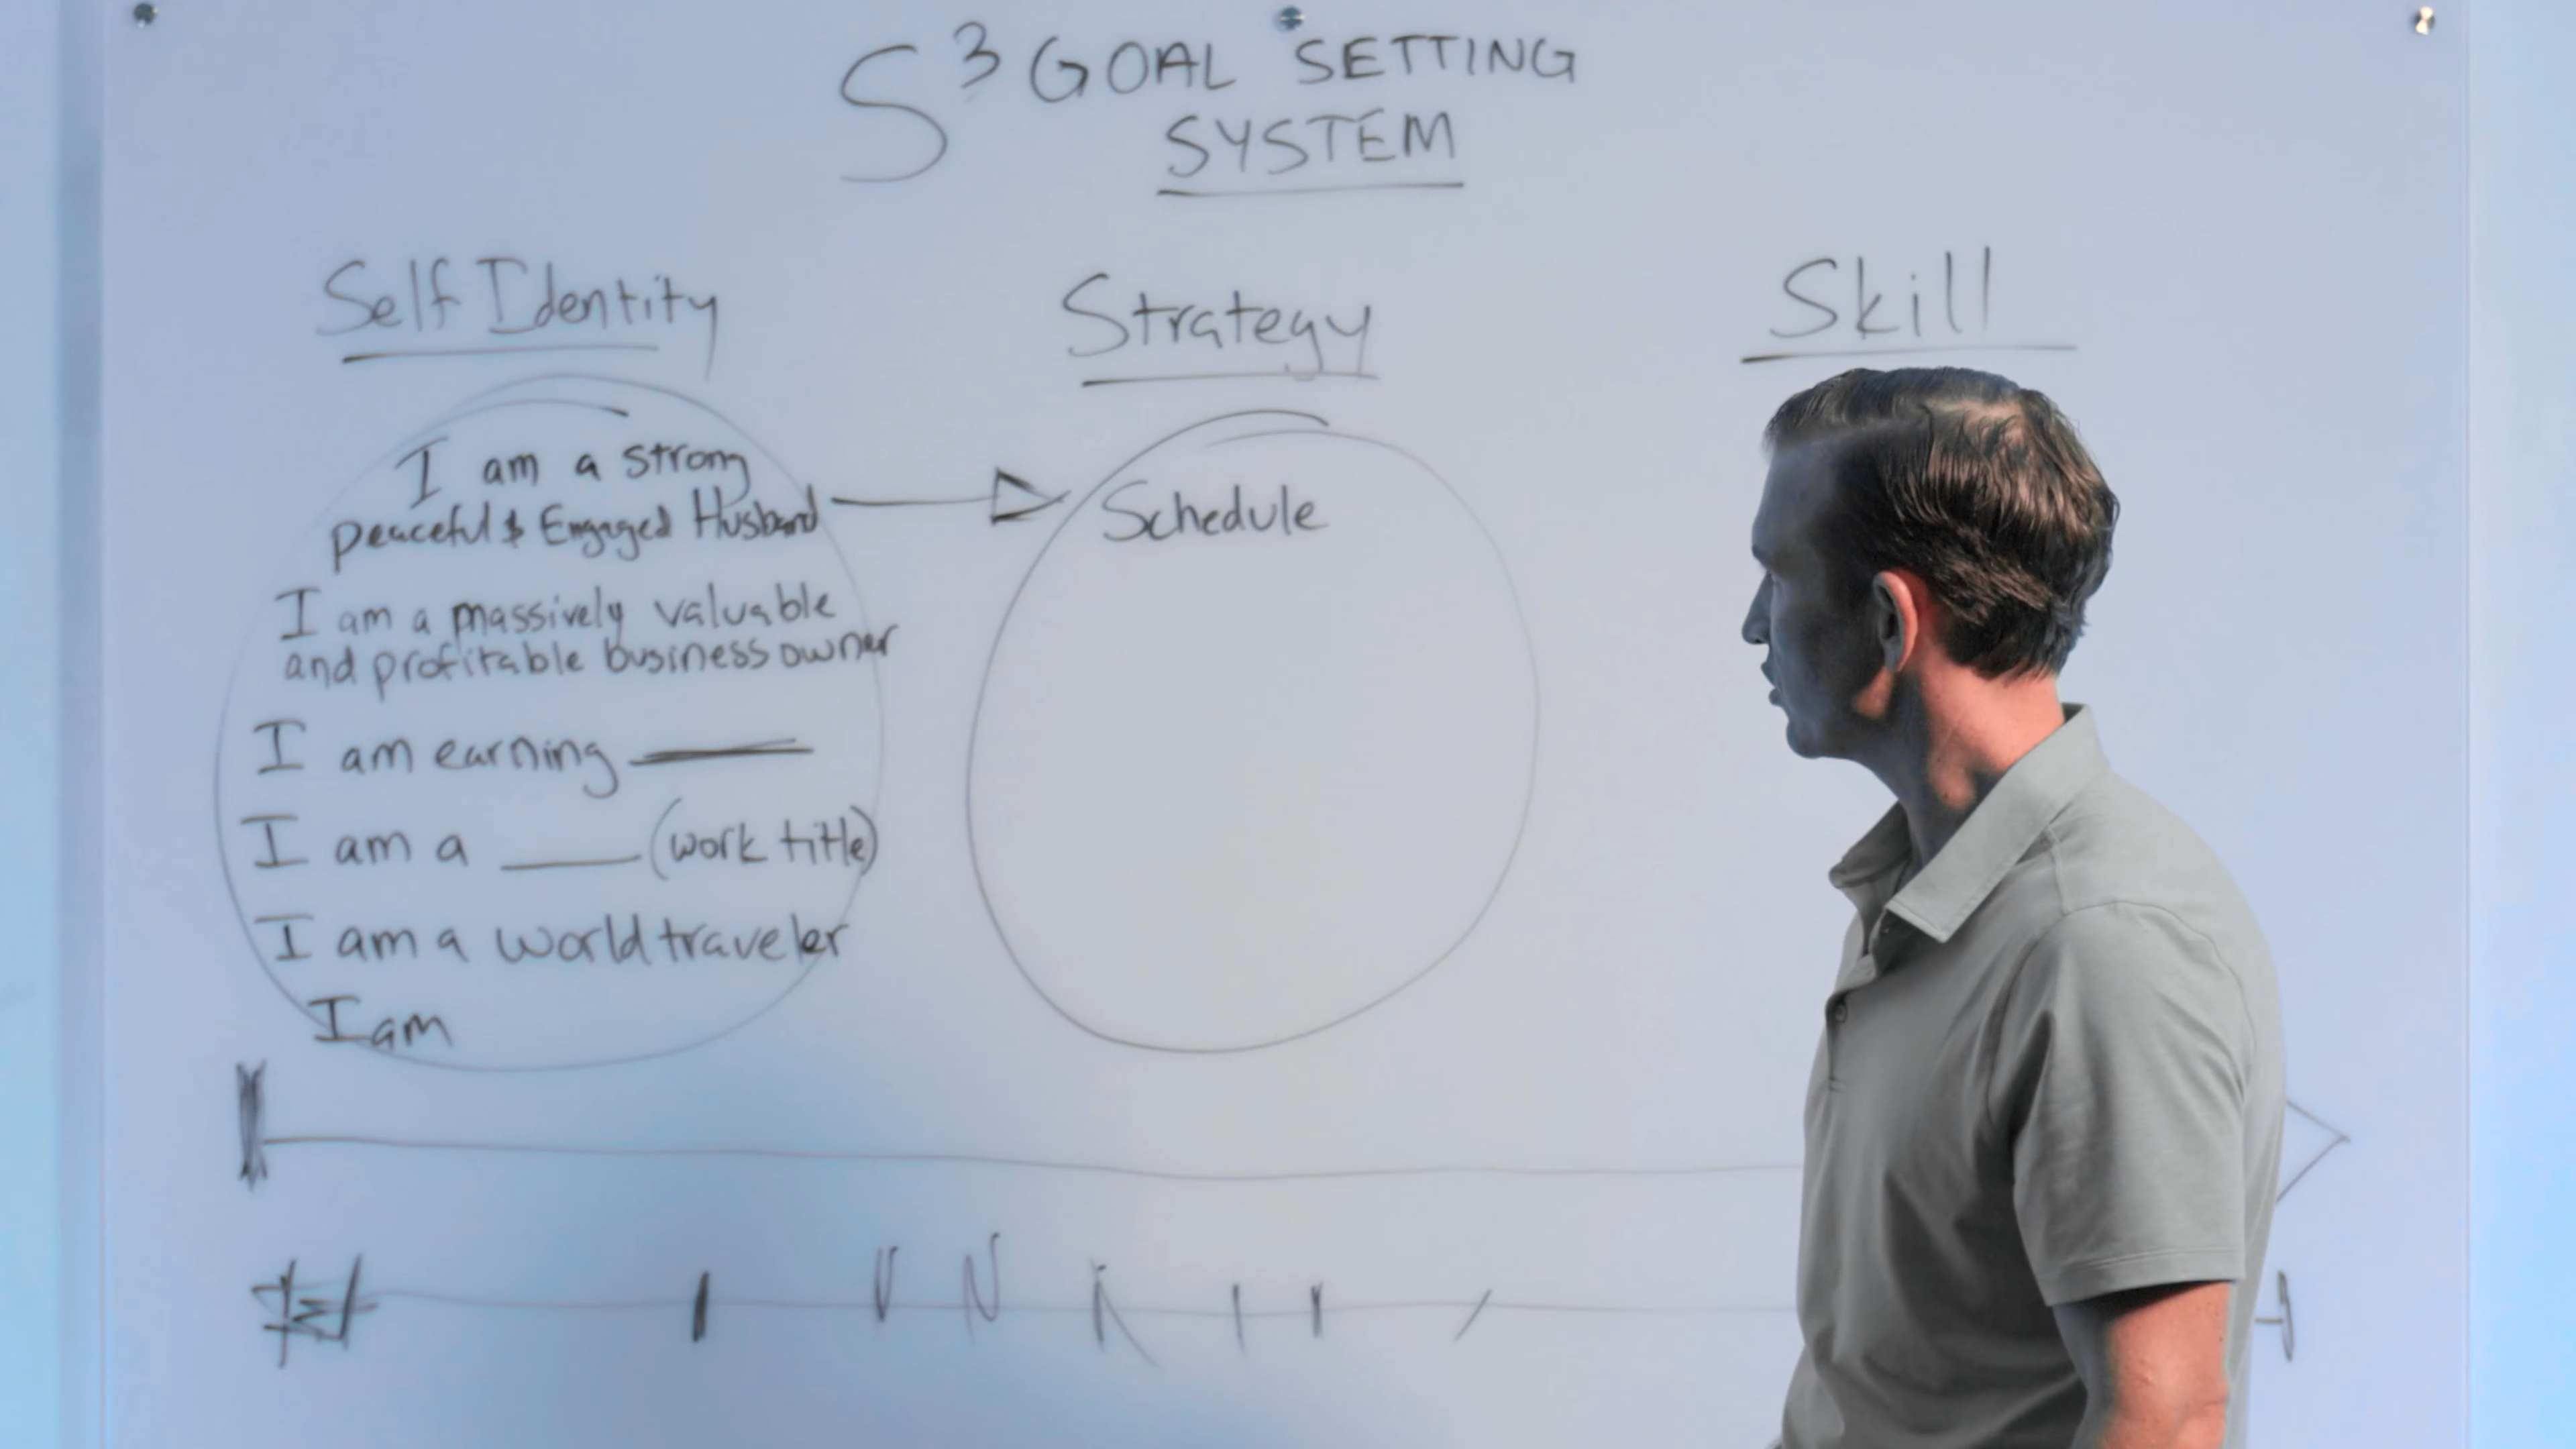 S³ GOAL SETTING
SYSTEM
Self Identity
Strategy
Skill
I am a strong
peaceful & Engaged Husband
Schedule
I am a massively valuable
and profitable business owner
I am earning
I am a ____ (work title)
I am a world traveler
I am